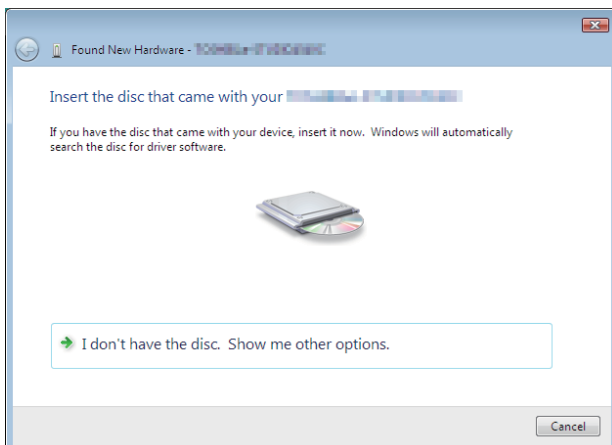 Found New Hardware -
Insert the disc that came with your
If you have the disc that came with your device, insert it now.  Windows will automatically
search the disc for driver software.
I don't have the disc.  Show me other options.
Cancel